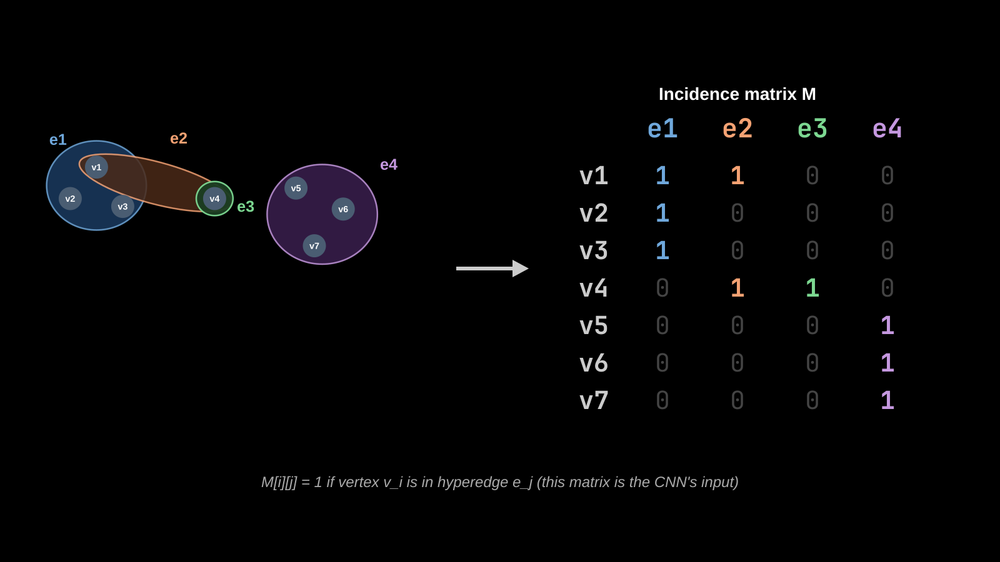 e1
e2
v1
v2
v3
v4
e3
e4
v5
v6
v7
Incidence matrix M
e1 e2 e3 e4
v1 1 1 0 0
v2 1 0 0 0
v3 1 0 0 0
v4 0 1 1 0
v5 0 0 0 1
v6 0 0 0 1
v7 0 0 0 1
M[i][j] = 1 if vertex v_i is in hyperedge e_j (this matrix is the CNN's input)